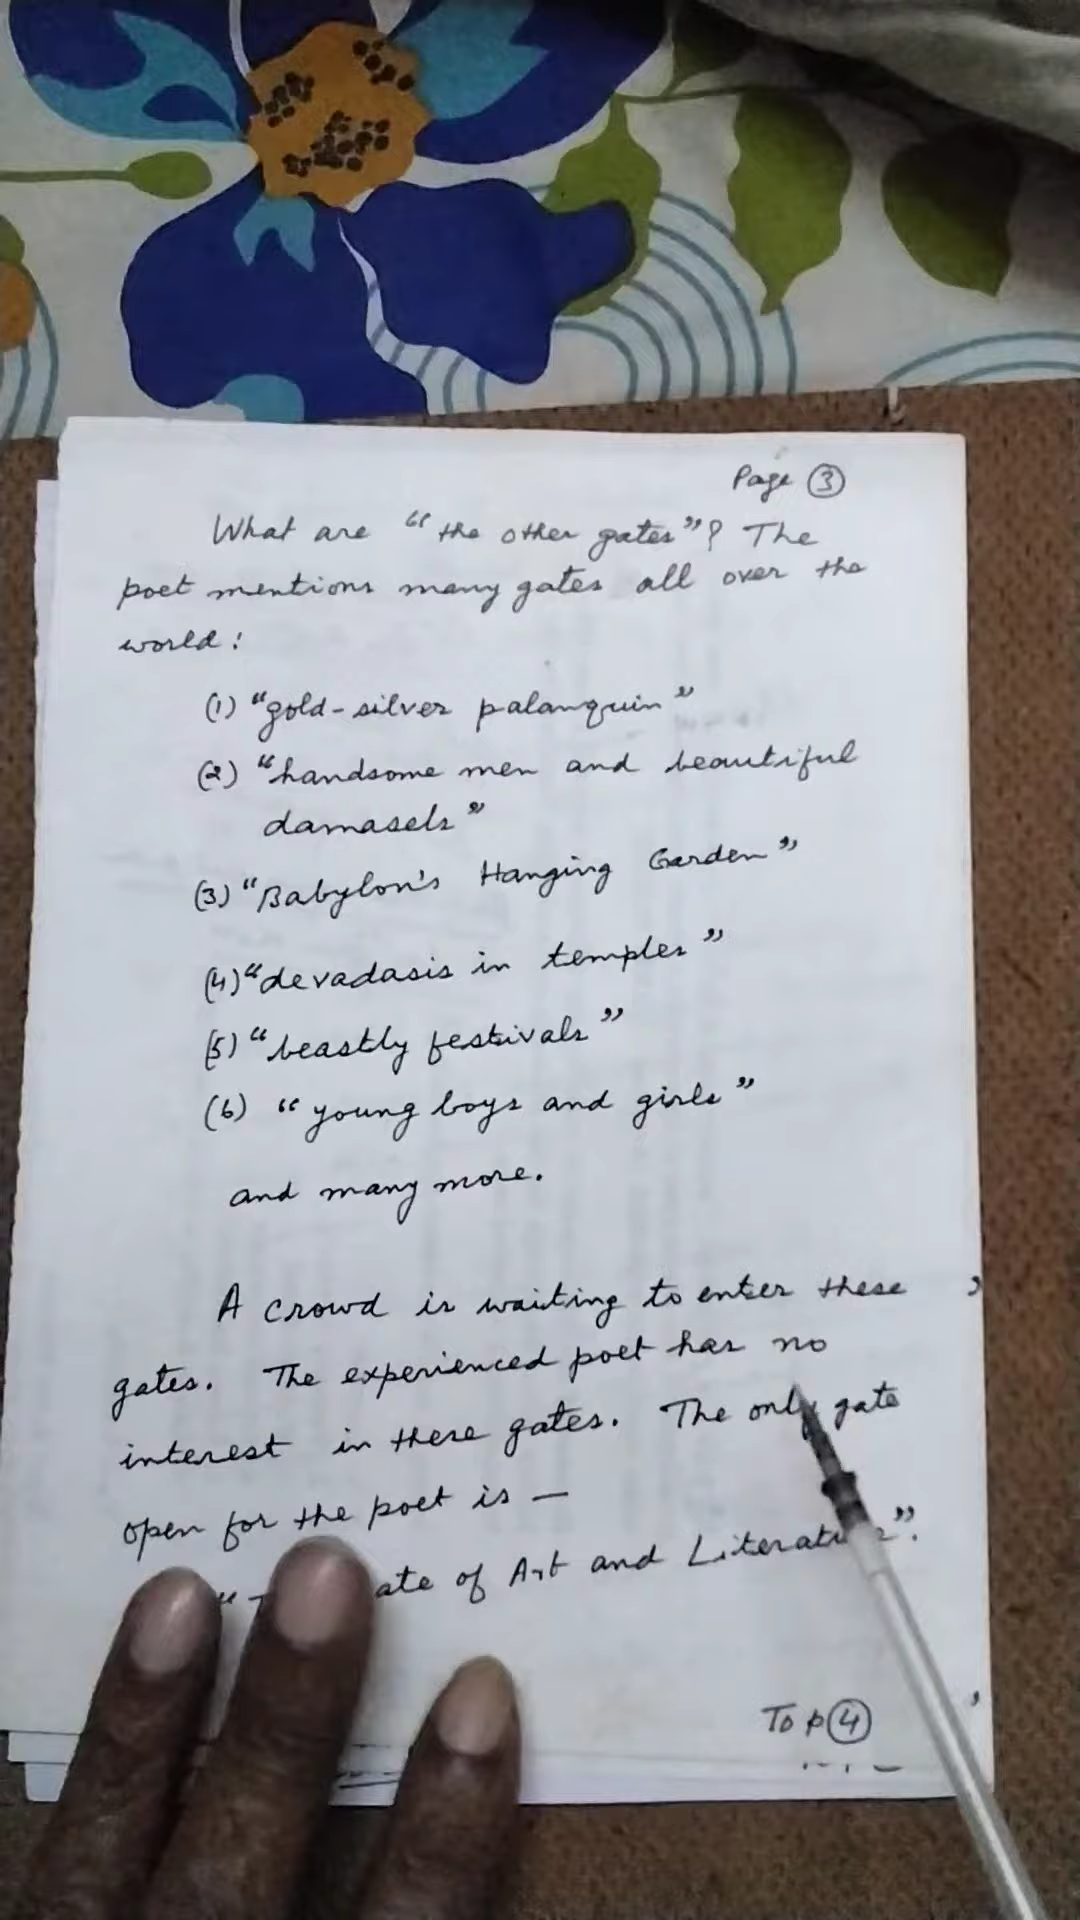 Page 3
What are "the other gates"? The
poet mentions many gates all over the
world:
(1) "gold-silver palanquin"
(2) "handsome men and beautiful
damasels"
(3) "Babylon's Hanging Garden"
(4) "devadasis in temples"
(5) "beastly festivals"
(6) "young boys and girls"
and many more.
A crowd is waiting to enter these
gates. The experienced poet has no
interest in these gates. The only gate
open for the poet is —
ate of Art and Literature".
To p 4